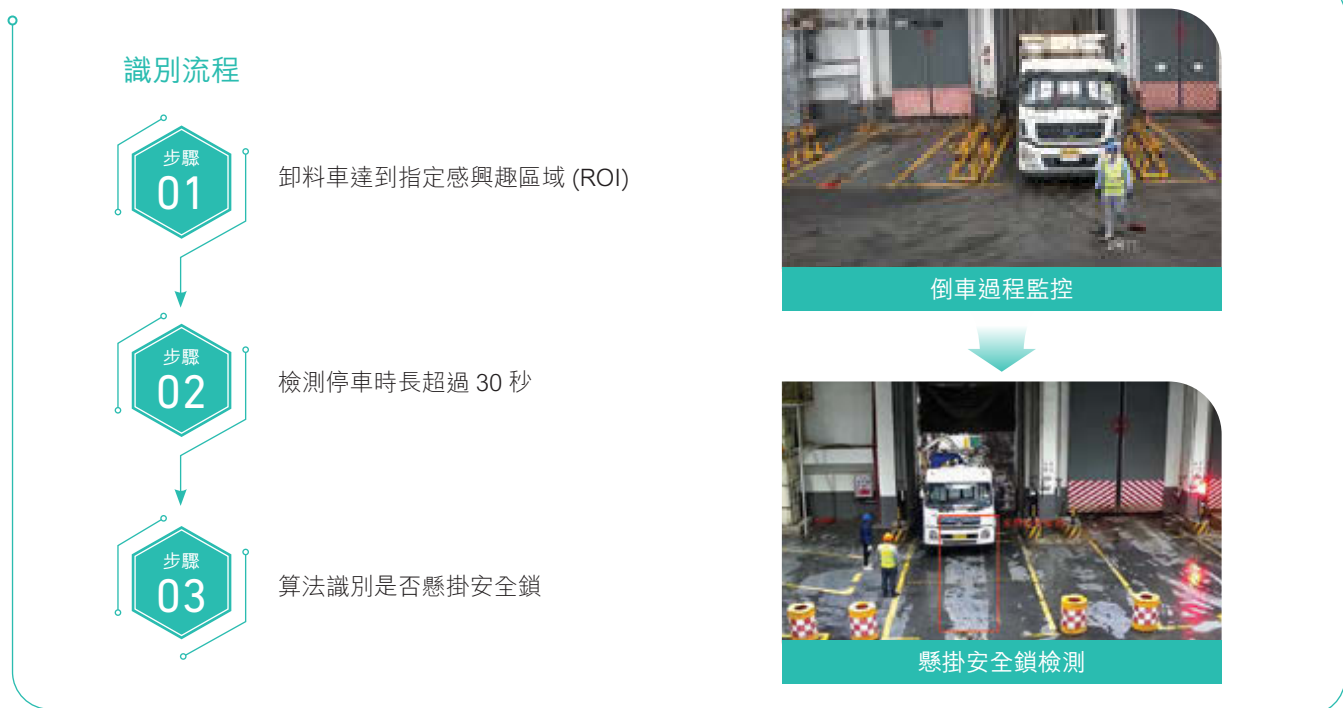 識別流程
步驟
01
卸料車達到指定感興趣區域 (ROI)
步驟
02
檢測停車時長超過 30 秒
步驟
03
算法識別是否懸掛安全鎖
倒車過程監控
懸掛安全鎖檢測